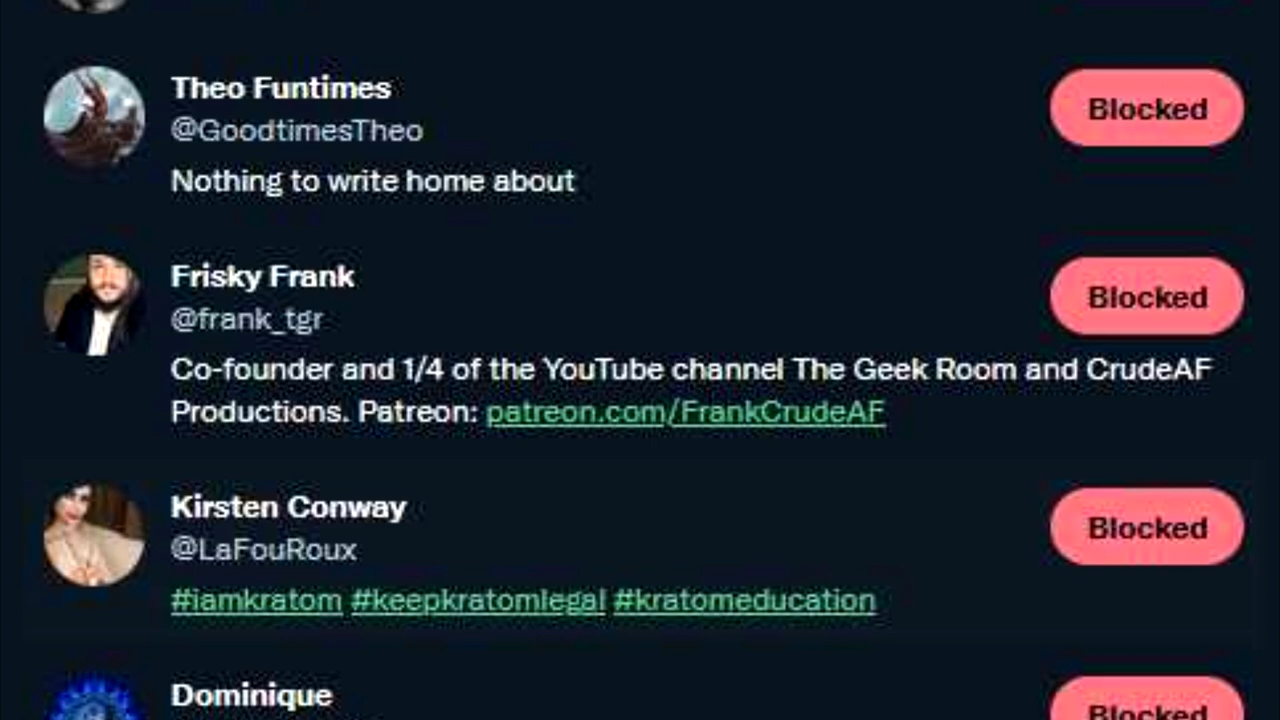 Theo Funtimes
@GoodtimesTheo
Blocked
Nothing to write home about
Frisky Frank
@frank_tgr
Blocked
Co-founder and 1/4 of the YouTube channel The Geek Room and CrudeAF
Productions. Patreon: patreon.com/FrankCrudeAF
Kirsten Conway
@LaFouRoux
Blocked
#iamkratom #keepkratomlegal #kratomeducation
Dominique
Blocked